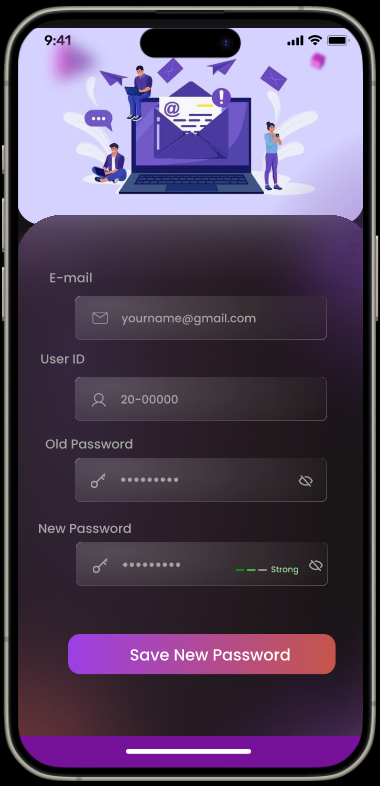 9:41
@
!
E-mail
yourname@gmail.com
User ID
20-00000
Old Password
•••••••••
New Password
•••••••••
Strong
Save New Password